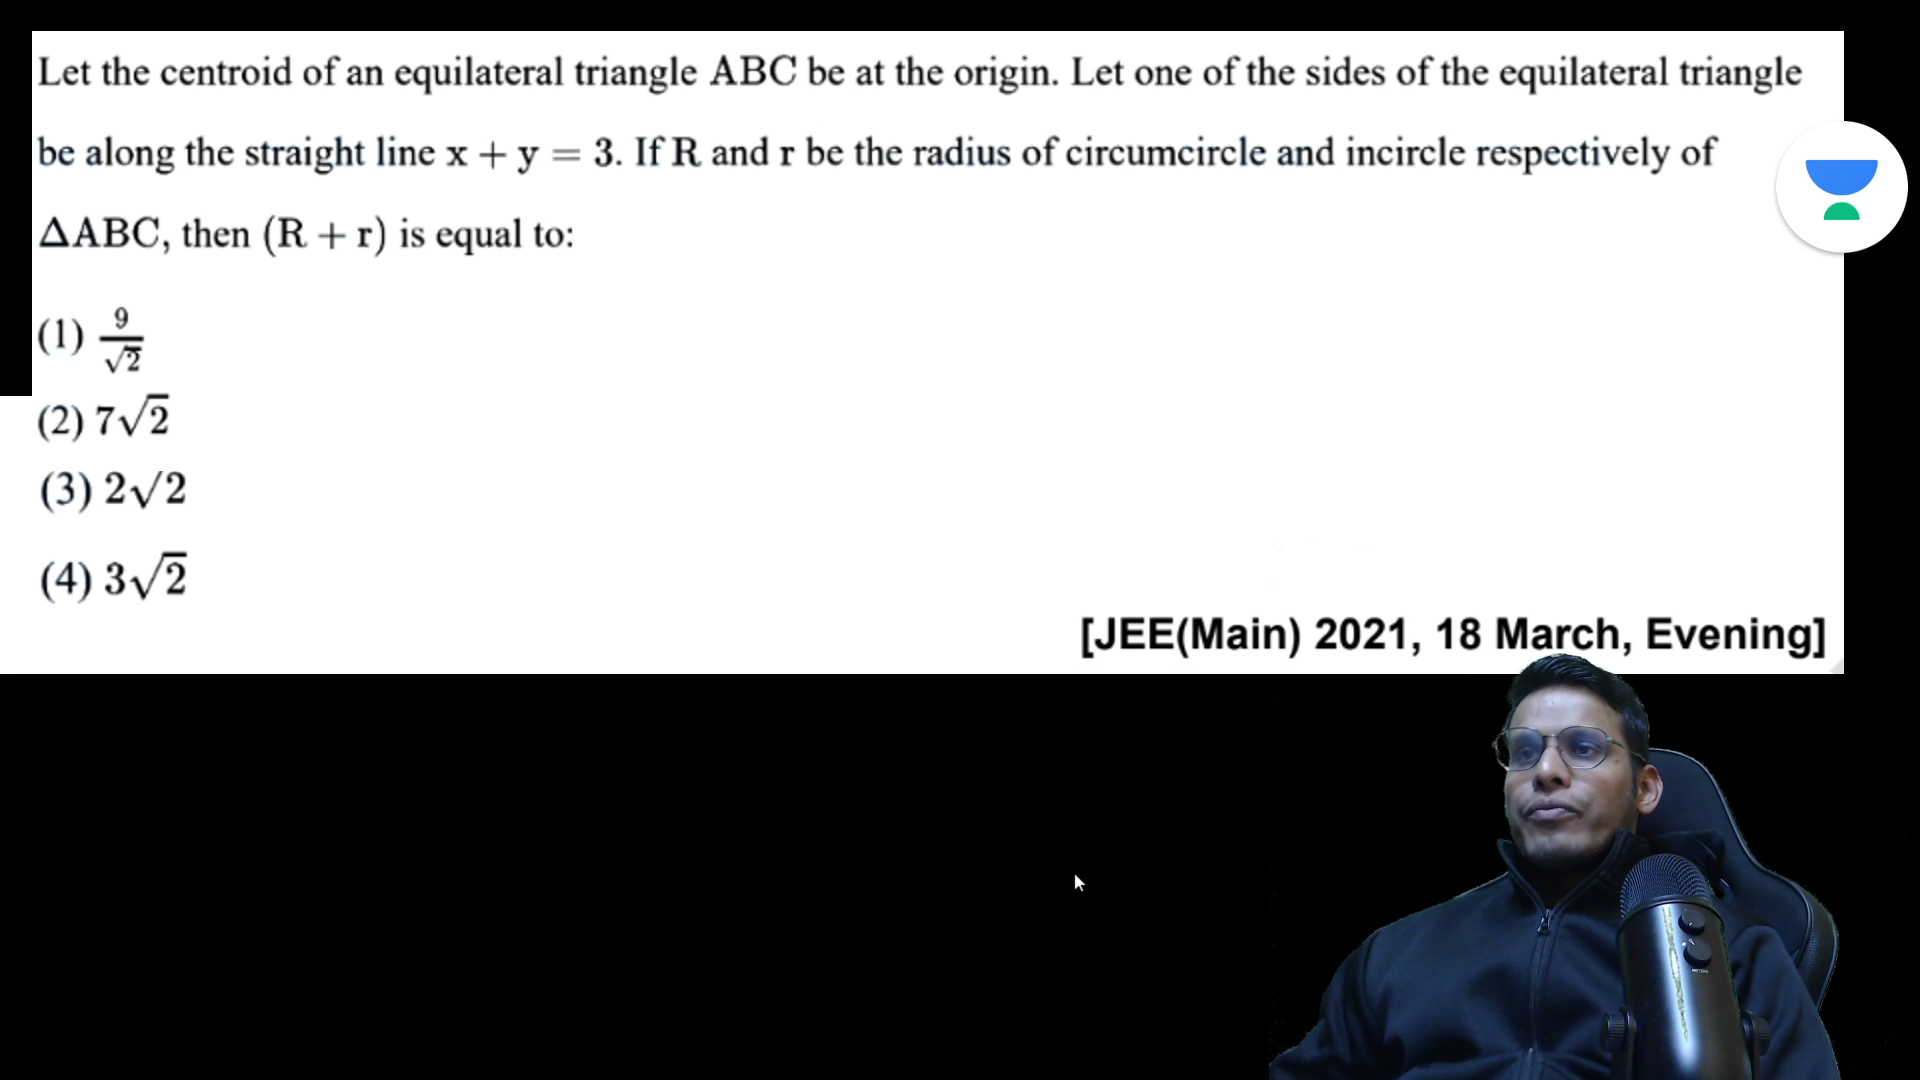 Let the centroid of an equilateral triangle ABC be at the origin. Let one of the sides of the equilateral triangle
be along the straight line x + y = 3. If R and r be the radius of circumcircle and incircle respectively of
ΔABC, then (R + r) is equal to:
(1) 9/√2
(2) 7√2
(3) 2√2
(4) 3√2
[JEE(Main) 2021, 18 March, Evening]